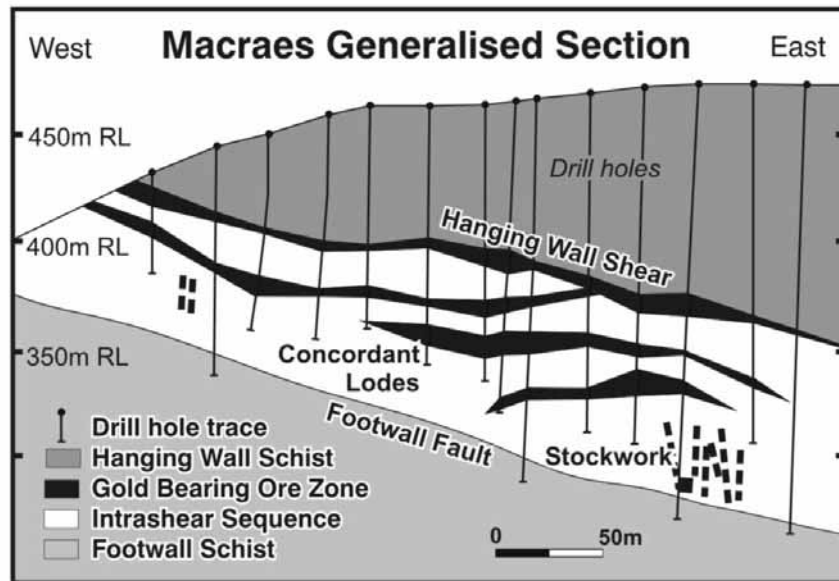 West
Macraes Generalised Section
East
450m RL
Drill holes
Hanging Wall Shear
400m RL
350m RL
Concordant
Lodes
Footwall Fault
Stockwork
Drill hole trace
Hanging Wall Schist
Gold Bearing Ore Zone
Intrashear Sequence
Footwall Schist
0 50m